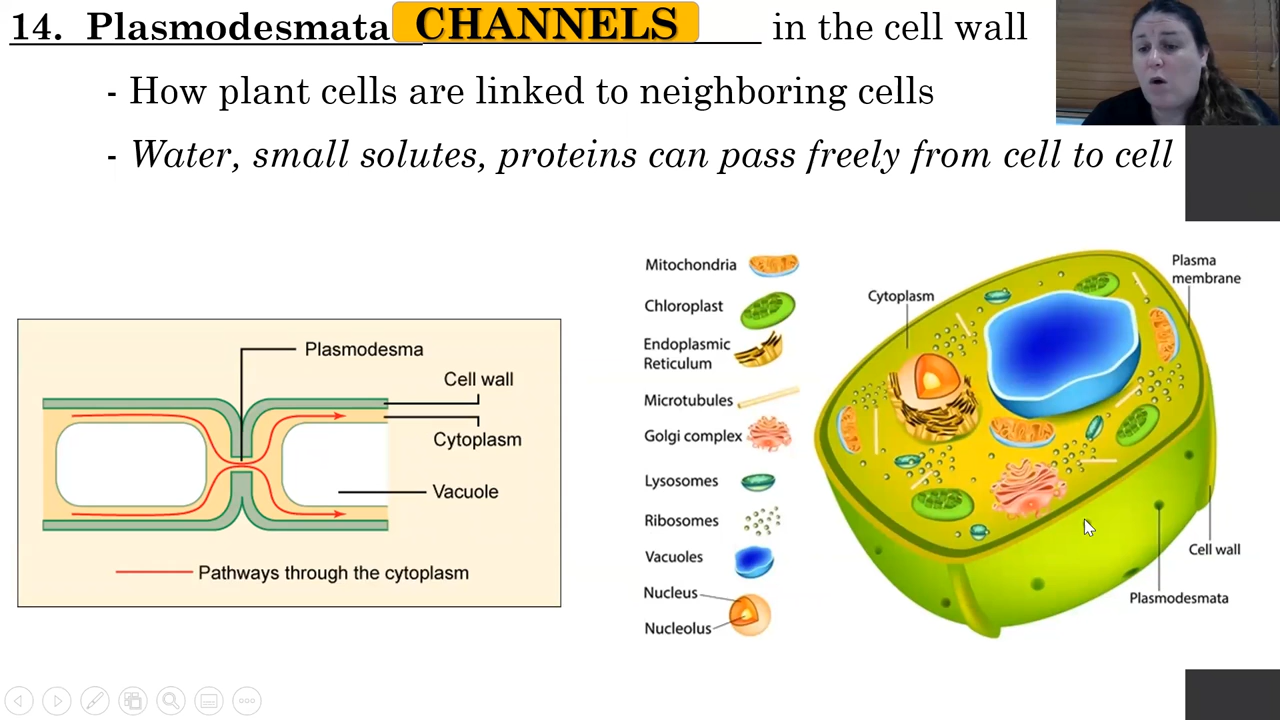 14. Plasmodesmata CHANNELS in the cell wall
- How plant cells are linked to neighboring cells
- Water, small solutes, proteins can pass freely from cell to cell
Plasmodesma
Cell wall
Cytoplasm
Vacuole
Pathways through the cytoplasm
Mitochondria
Chloroplast
Endoplasmic
Reticulum
Microtubules
Golgi complex
Lysosomes
Ribosomes
Vacuoles
Nucleus
Nucleolus
Cytoplasm
Plasma
membrane
Cell wall
Plasmodesmata